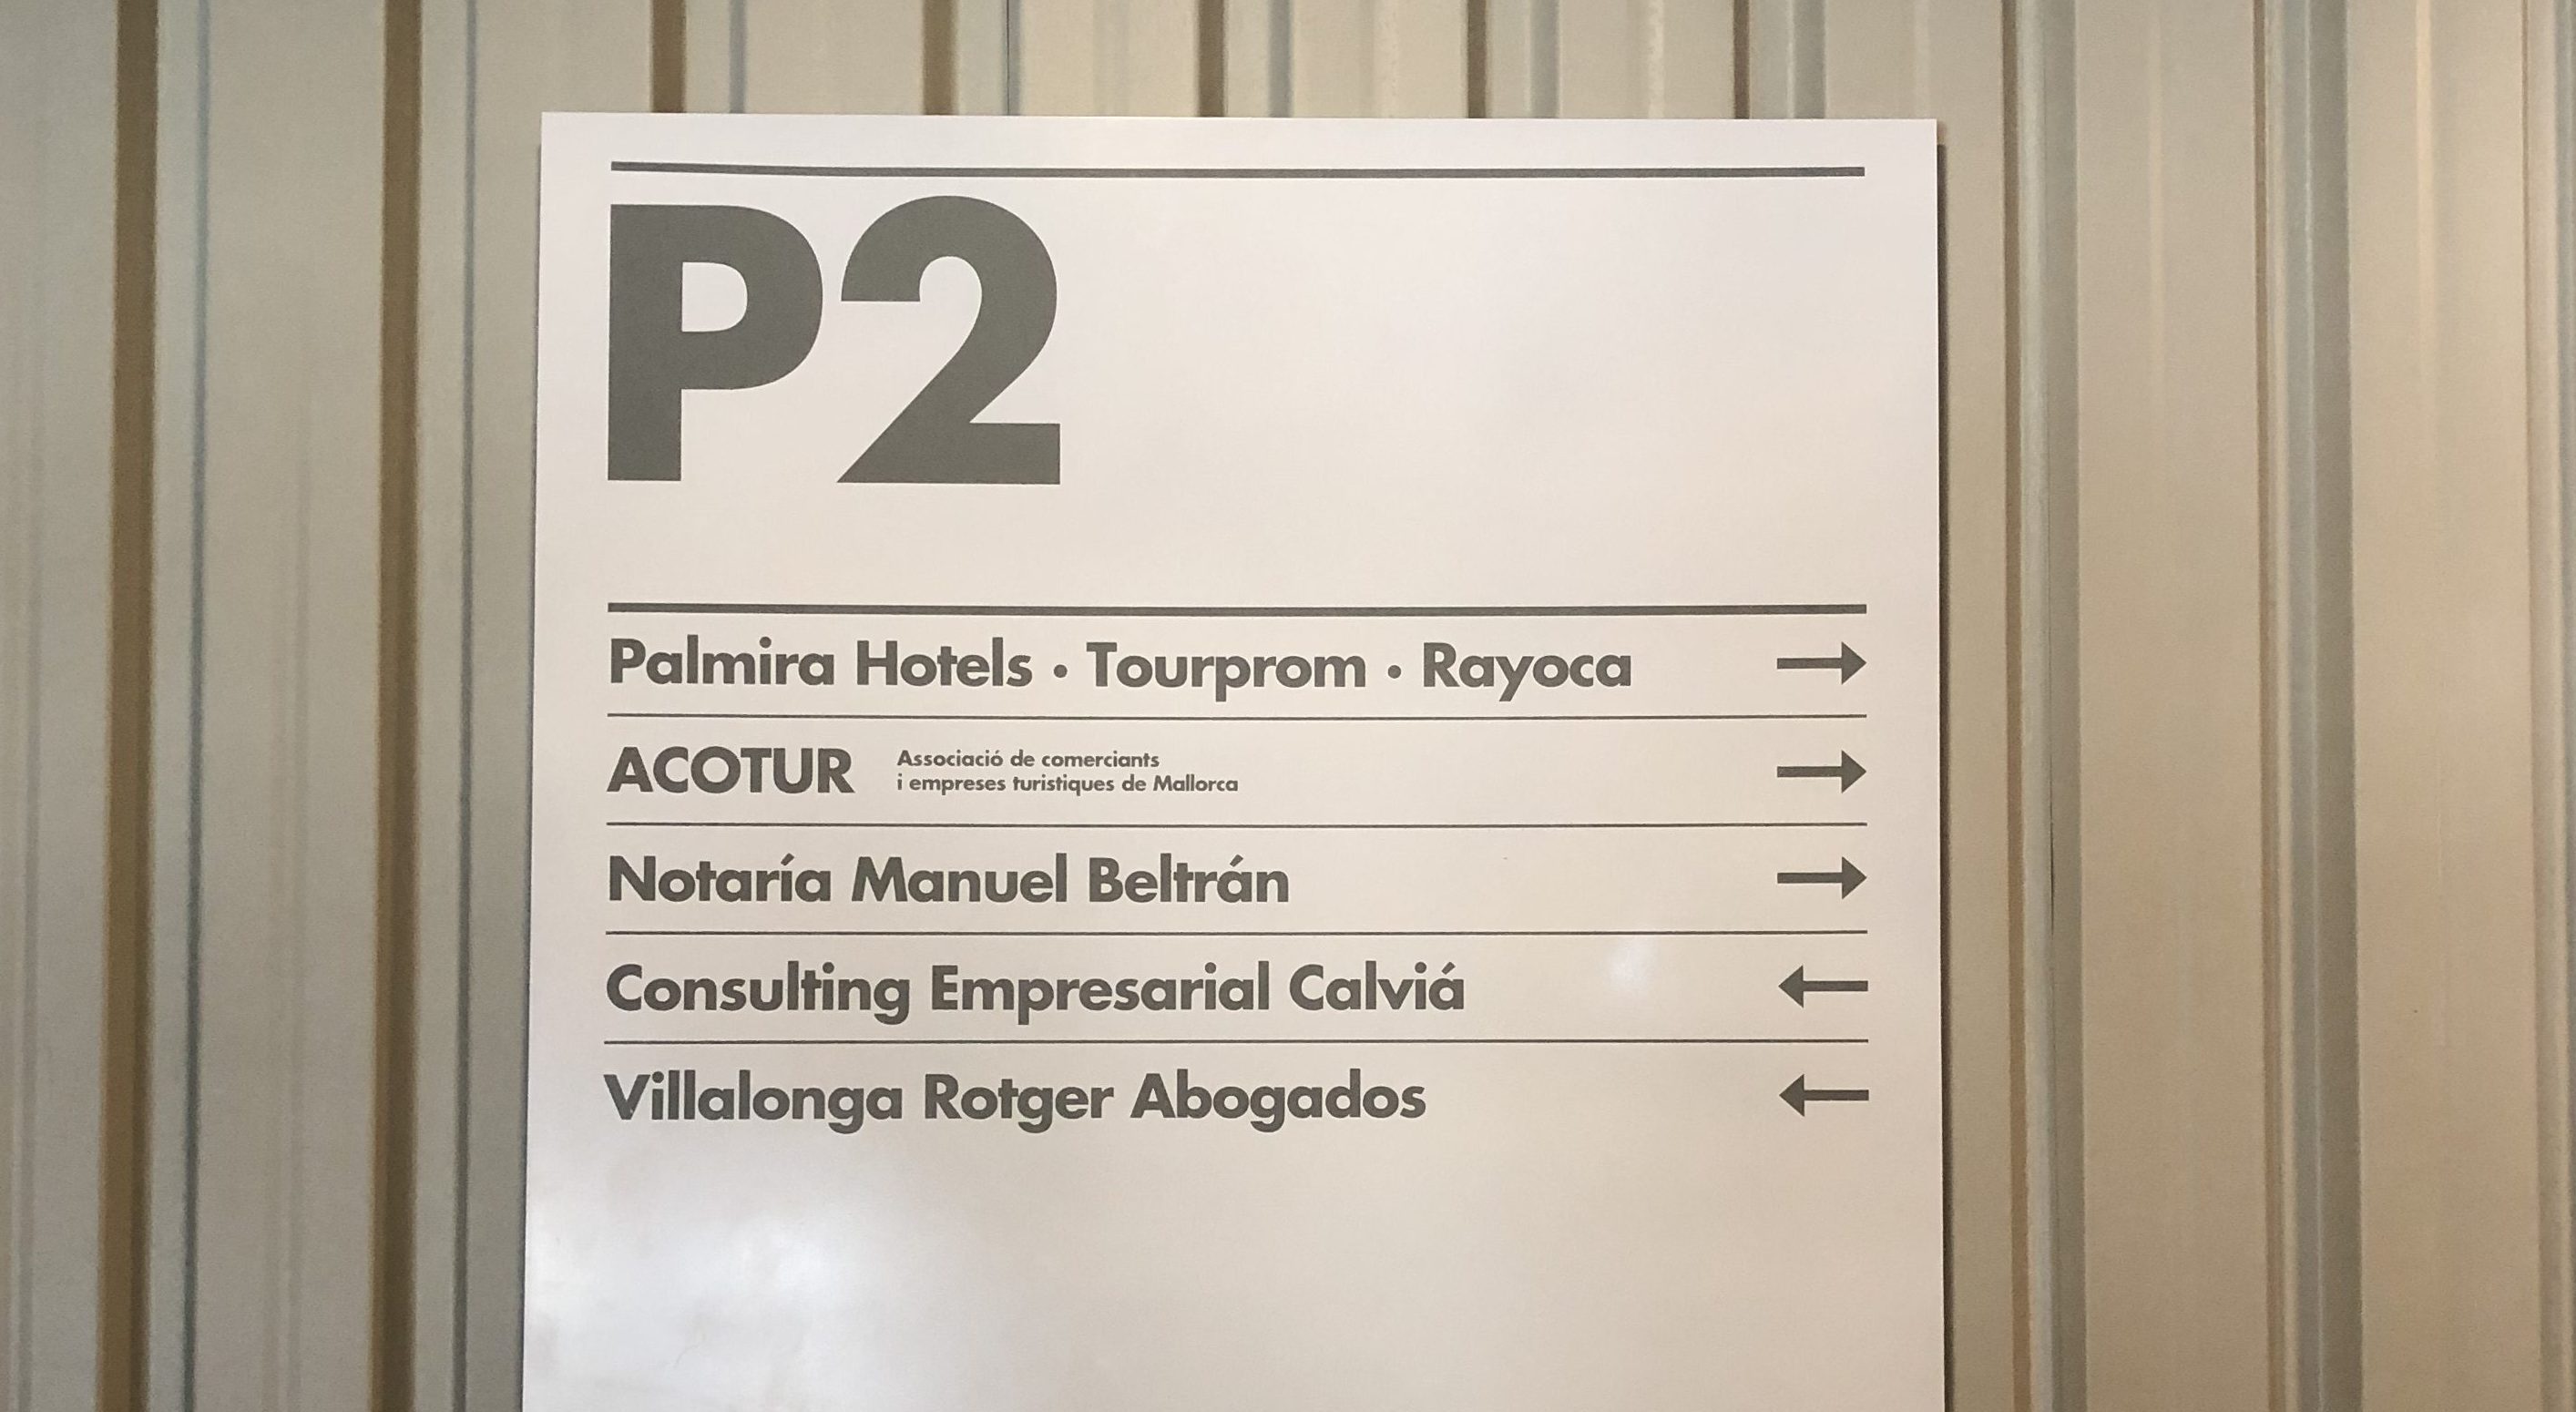 P2
Palmira Hotels • Tourprom • Rayoca →
ACOTUR
Associació de comerciants
i empreses turistiques de Mallorca →
Notaría Manuel Beltrán →
Consulting Empresarial Calviá ←
Villalonga Rotger Abogados ←